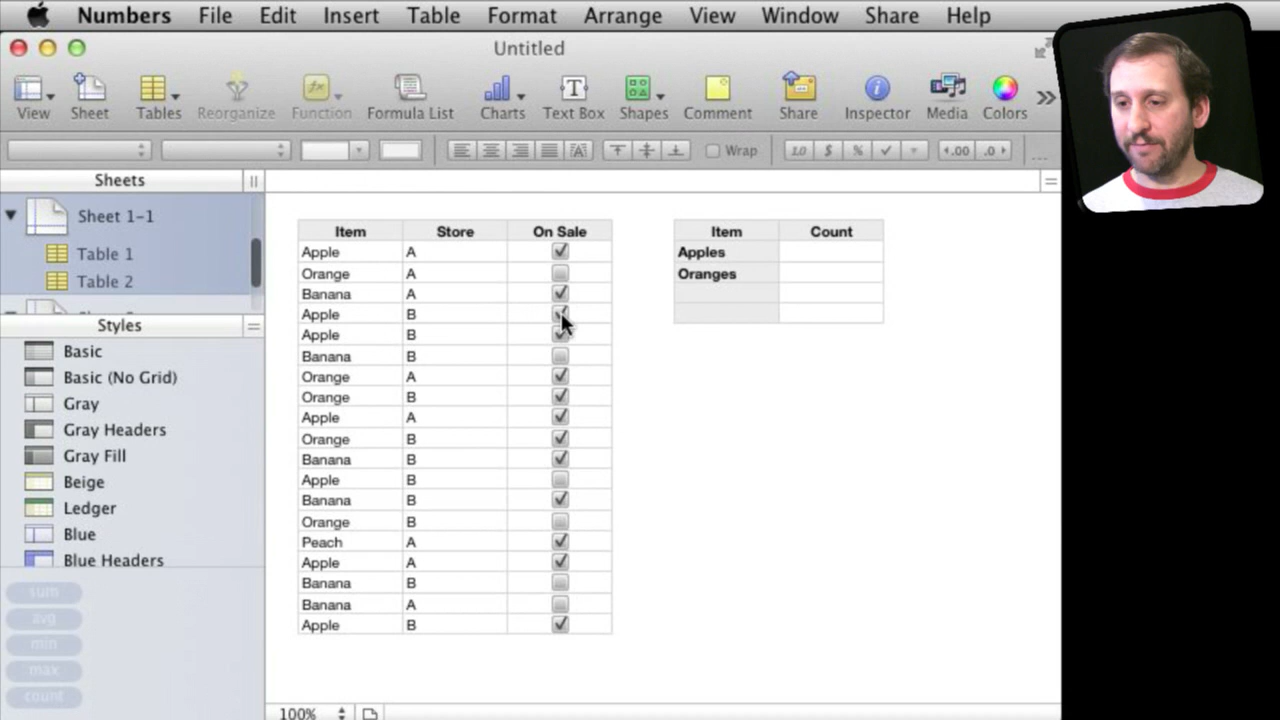 Numbers File Edit Insert Table Format Arrange View Window Share Help
Untitled
View Sheet Tables Reorganize Function Formula List Charts Text Box Shapes Comment Share Inspector Media Colors
Wrap 1.0 $ % .00 .0
Sheets
Sheet 1-1
Table 1
Table 2
Styles
Basic
Basic (No Grid)
Gray
Gray Headers
Gray Fill
Beige
Ledger
Blue
Blue Headers
sum
avg
min
max
count
Item Store On Sale
Apple A
Orange A
Banana A
Apple B
Apple B
Banana B
Orange A
Orange B
Apple A
Orange B
Banana B
Apple B
Banana B
Orange B
Peach A
Apple A
Banana B
Banana A
Apple B
Item Count
Apples
Oranges
100%